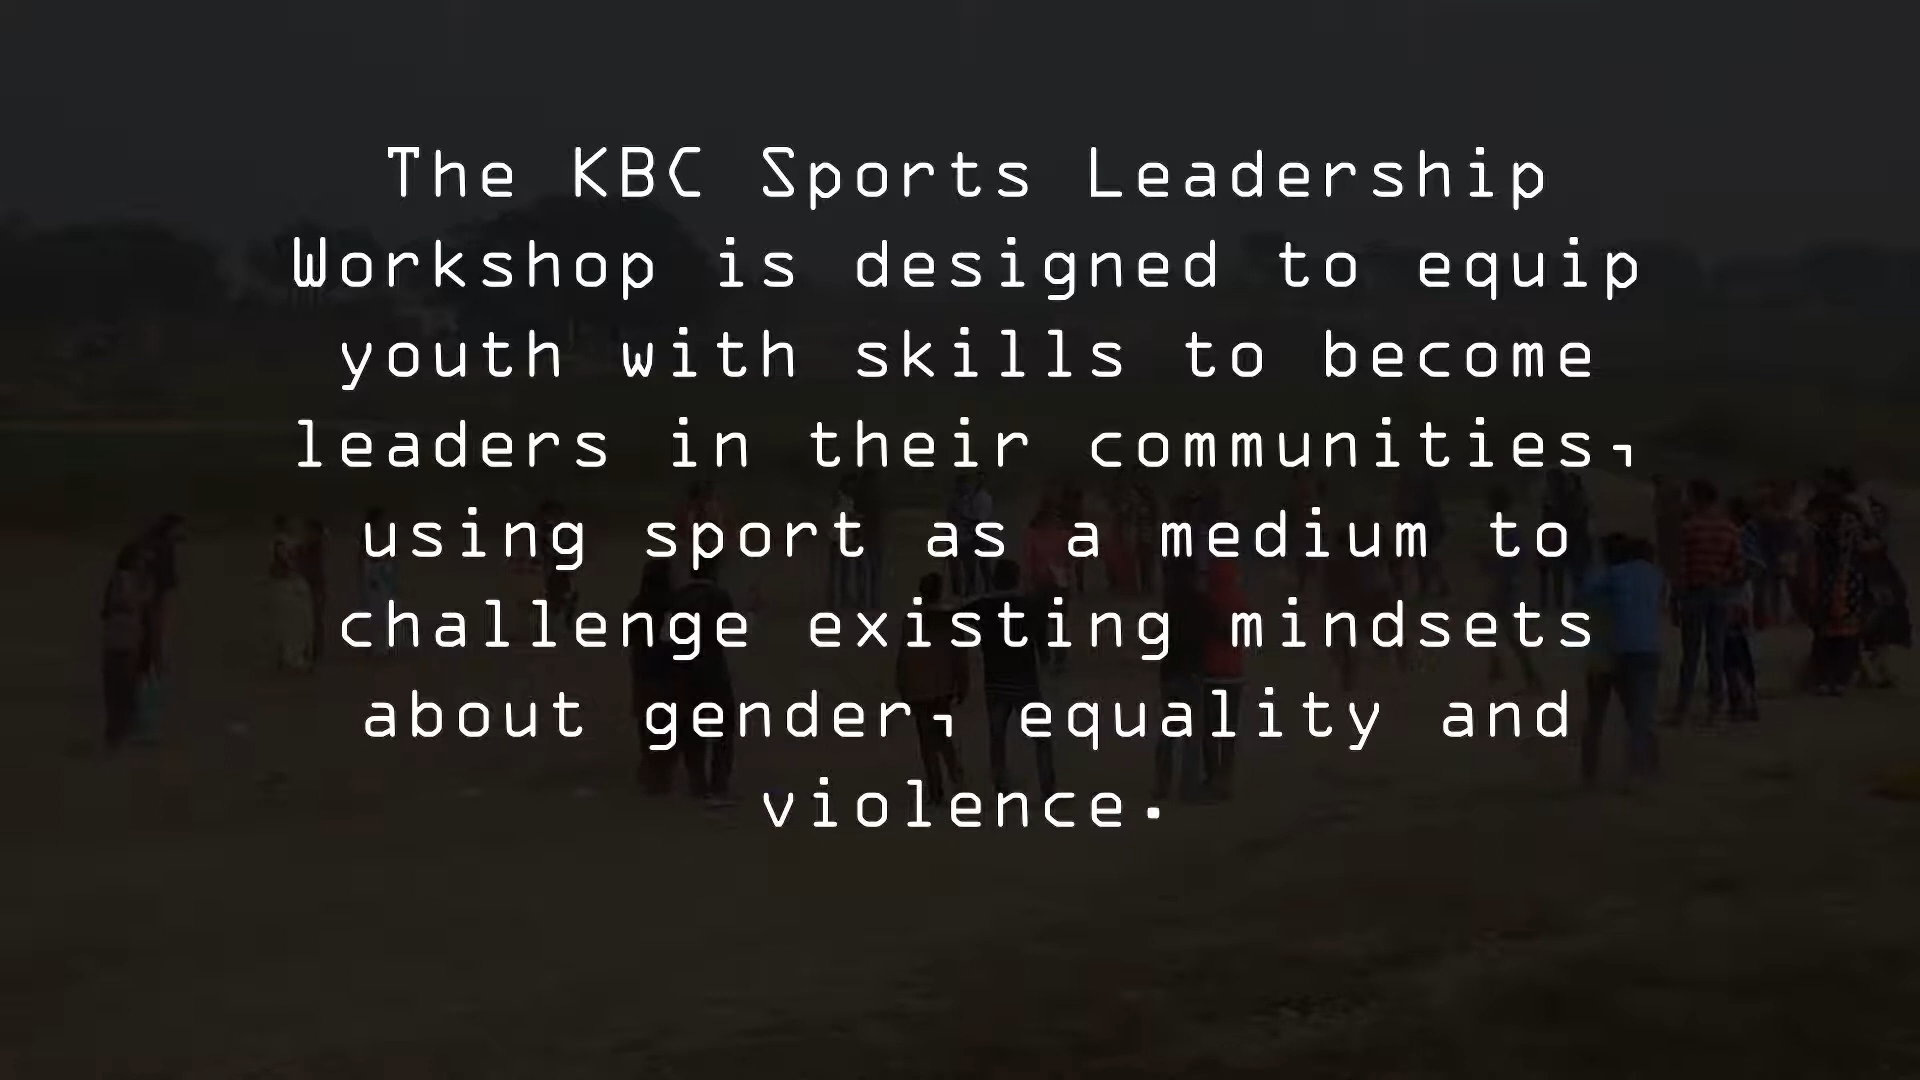 The KBC Sports Leadership
Workshop is designed to equip
youth with skills to become
leaders in their communities,
using sport as a medium to
challenge existing mindsets
about gender, equality and
violence.